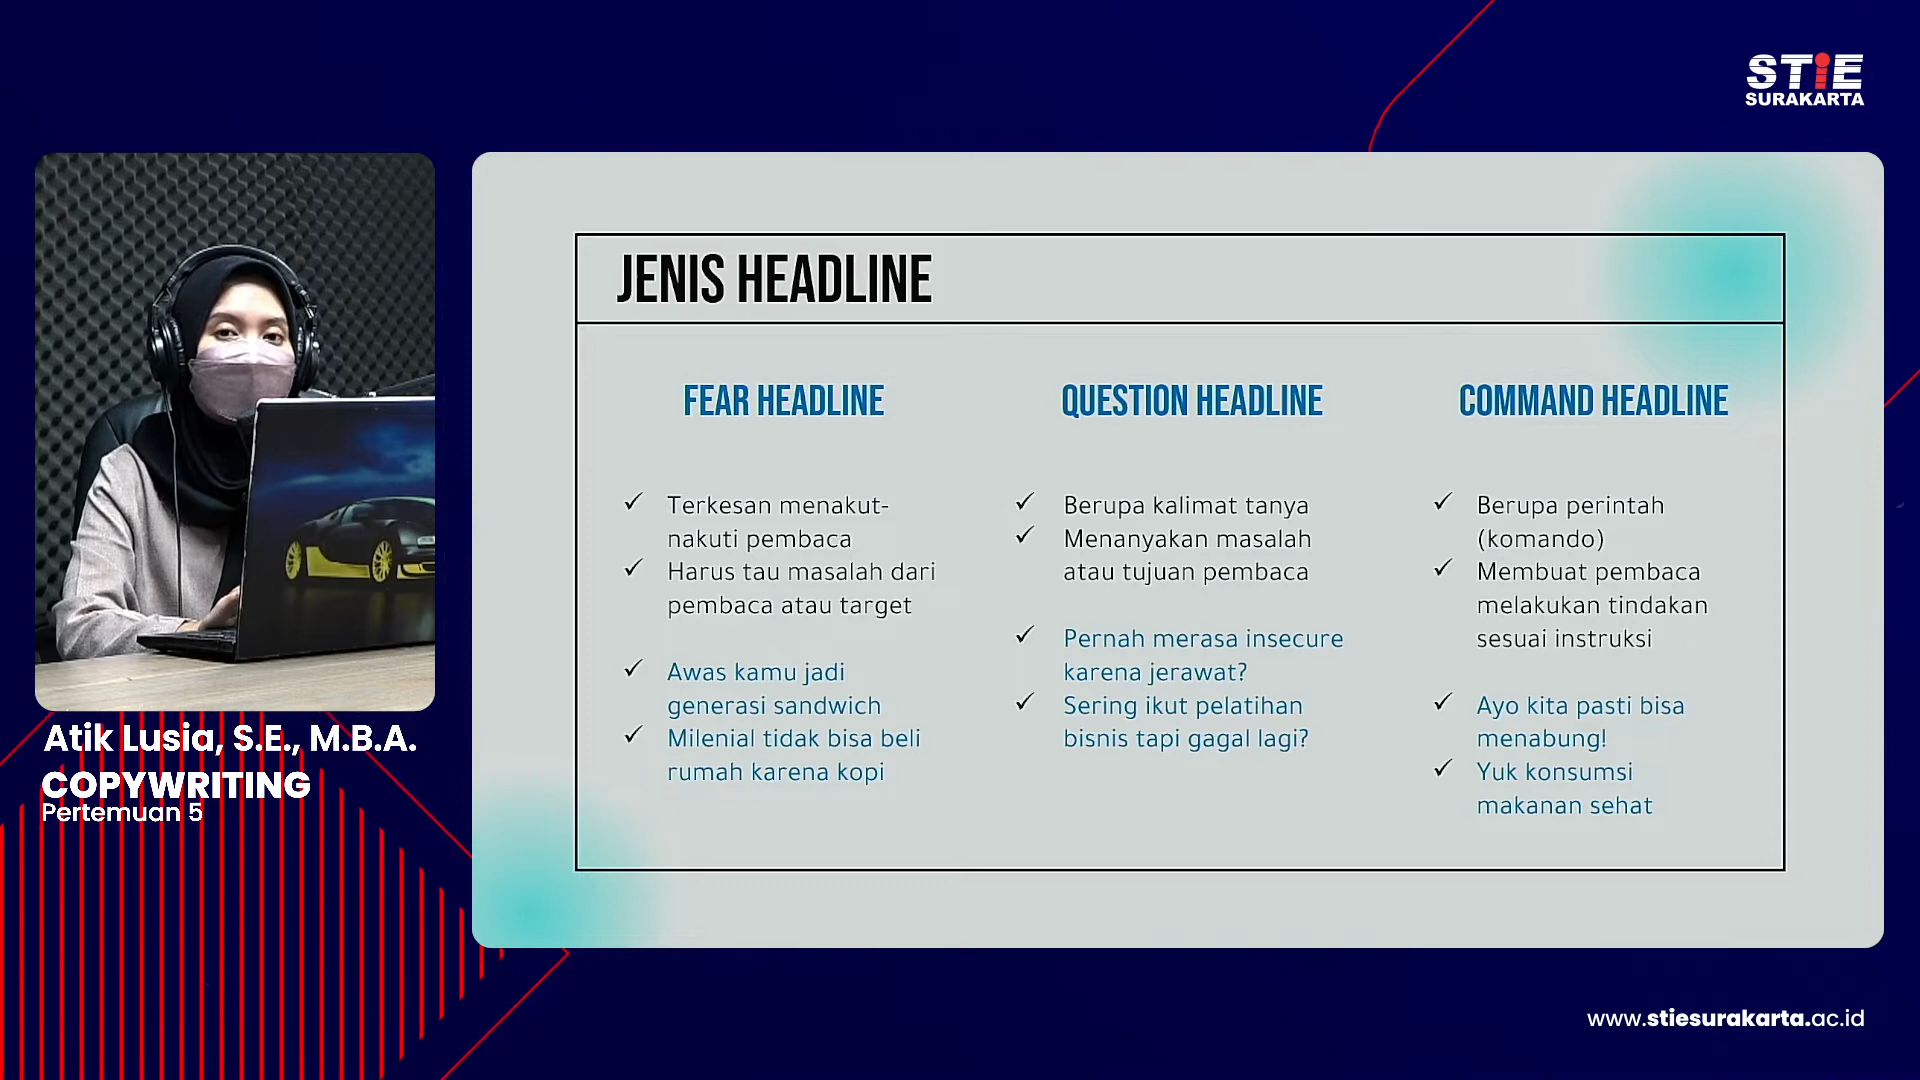 STiE
SURAKARTA
JENIS HEADLINE
FEAR HEADLINE
Terkesan menakut-
nakuti pembaca
Harus tau masalah dari
pembaca atau target
Awas kamu jadi
generasi sandwich
Milenial tidak bisa beli
rumah karena kopi
QUESTION HEADLINE
Berupa kalimat tanya
Menanyakan masalah
atau tujuan pembaca
Pernah merasa insecure
karena jerawat?
Sering ikut pelatihan
bisnis tapi gagal lagi?
COMMAND HEADLINE
Berupa perintah
(komando)
Membuat pembaca
melakukan tindakan
sesuai instruksi
Ayo kita pasti bisa
menabung!
Yuk konsumsi
makanan sehat
Atik Lusia, S.E., M.B.A.
COPYWRITING
Pertemuan 5
www.stiesurakarta.ac.id